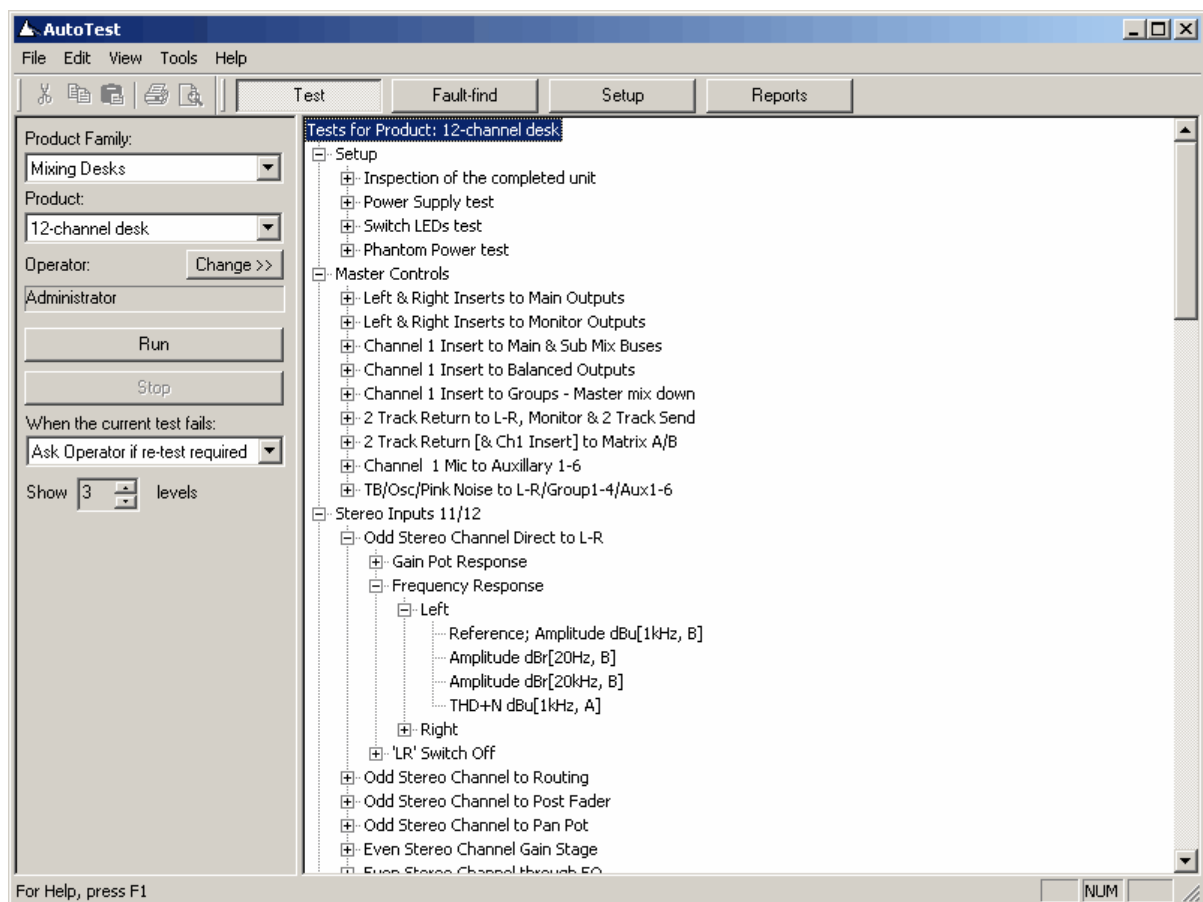 AutoTest
File Edit View Tools Help
Test Fault-find Setup Reports
Product Family:
Mixing Desks
Product:
12-channel desk
Operator: Change >>
Administrator
Run
Stop
When the current test fails:
Ask Operator if re-test required
Show 3 levels
Tests for Product: 12-channel desk
Setup
Inspection of the completed unit
Power Supply test
Switch LEDs test
Phantom Power test
Master Controls
Left & Right Inserts to Main Outputs
Left & Right Inserts to Monitor Outputs
Channel 1 Insert to Main & Sub Mix Buses
Channel 1 Insert to Balanced Outputs
Channel 1 Insert to Groups - Master mix down
2 Track Return to L-R, Monitor & 2 Track Send
2 Track Return [& Ch1 Insert] to Matrix A/B
Channel 1 Mic to Auxillary 1-6
TB/Osc/Pink Noise to L-R/Group1-4/Aux1-6
Stereo Inputs 11/12
Odd Stereo Channel Direct to L-R
Gain Pot Response
Frequency Response
Left
Reference; Amplitude dBu[1kHz, B]
Amplitude dBr[20Hz, B]
Amplitude dBr[20kHz, B]
THD+N dBu[1kHz, A]
Right
'LR' Switch Off
Odd Stereo Channel to Routing
Odd Stereo Channel to Post Fader
Odd Stereo Channel to Pan Pot
Even Stereo Channel Gain Stage
Even Stereo Channel through EQ
For Help, press F1
NUM